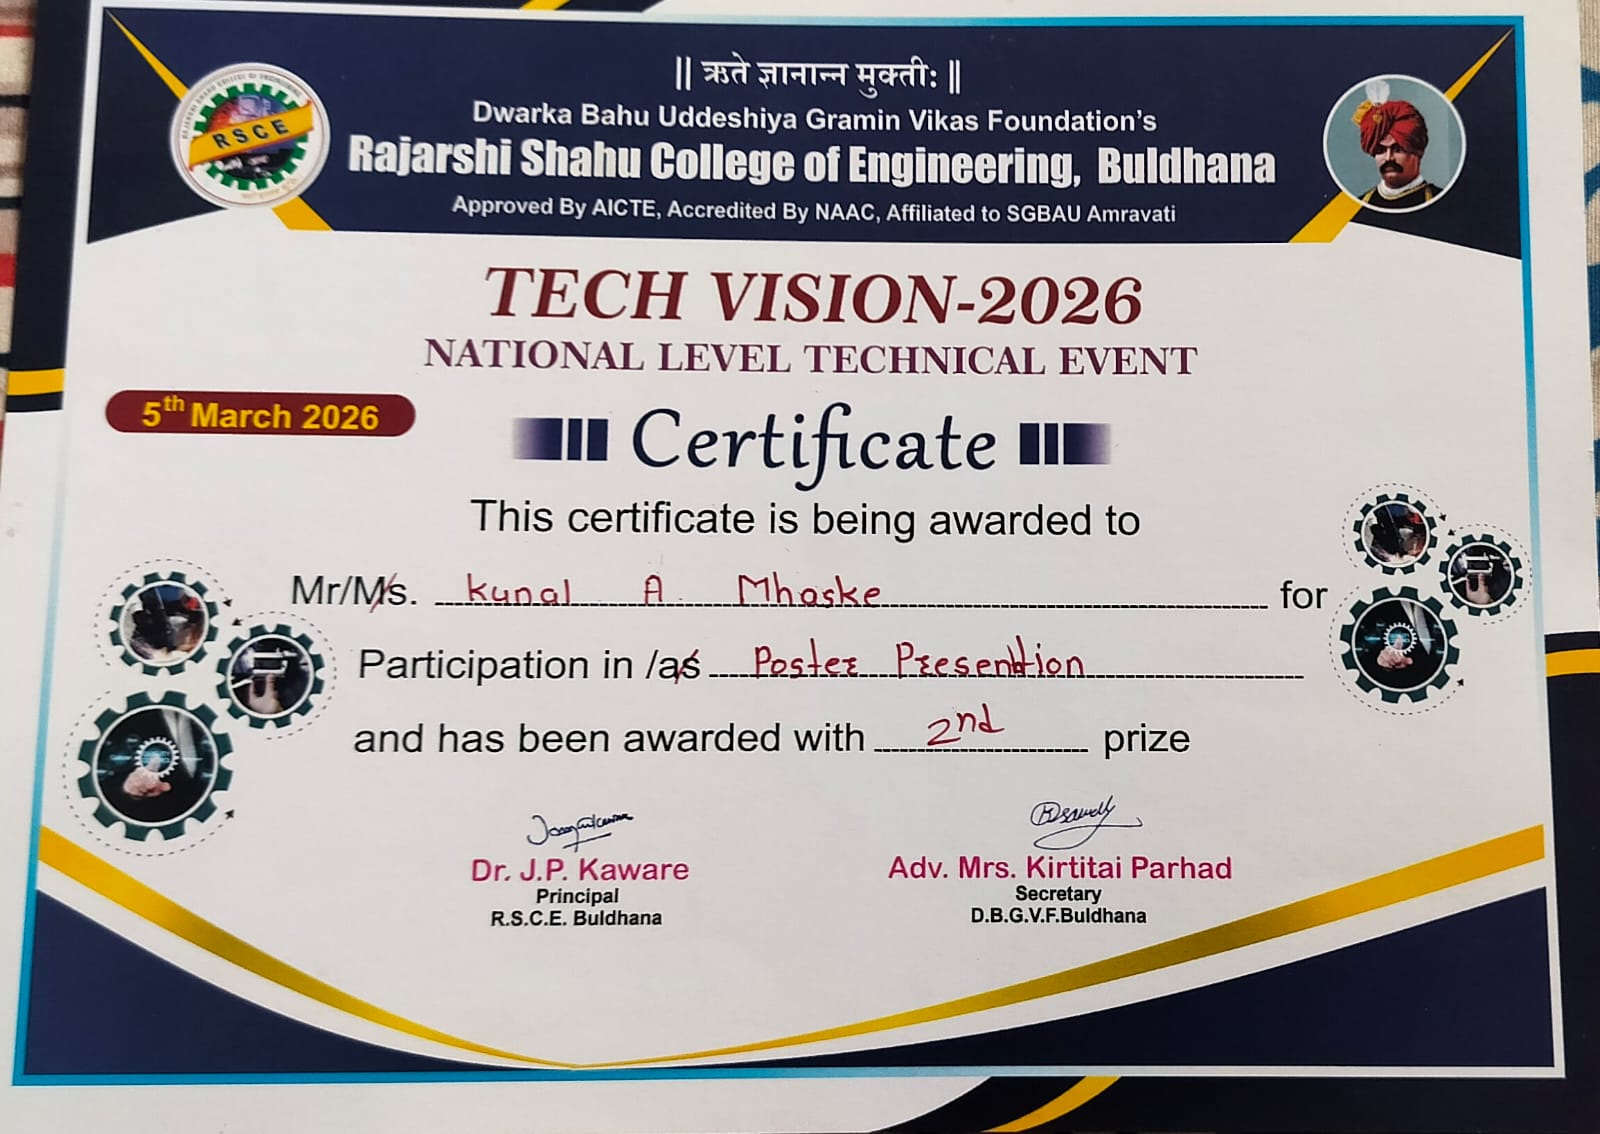 || ऋते ज्ञानान्न मुक्ती: ||
Dwarka Bahu Uddeshiya Gramin Vikas Foundation's
Rajarshi Shahu College of Engineering, Buldhana
Approved By AICTE, Accredited By NAAC, Affiliated to SGBAU Amravati
RSCE
TECH VISION-2026
NATIONAL LEVEL TECHNICAL EVENT
5th March 2026
Certificate
This certificate is being awarded to
Mr/Ms. Kunal A. Mhaske for
Participation in /as Poster Presention
and has been awarded with 2nd prize
Dr. J.P. Kaware
Principal
R.S.C.E. Buldhana
Adv. Mrs. Kirtitai Parhad
Secretary
D.B.G.V.F.Buldhana